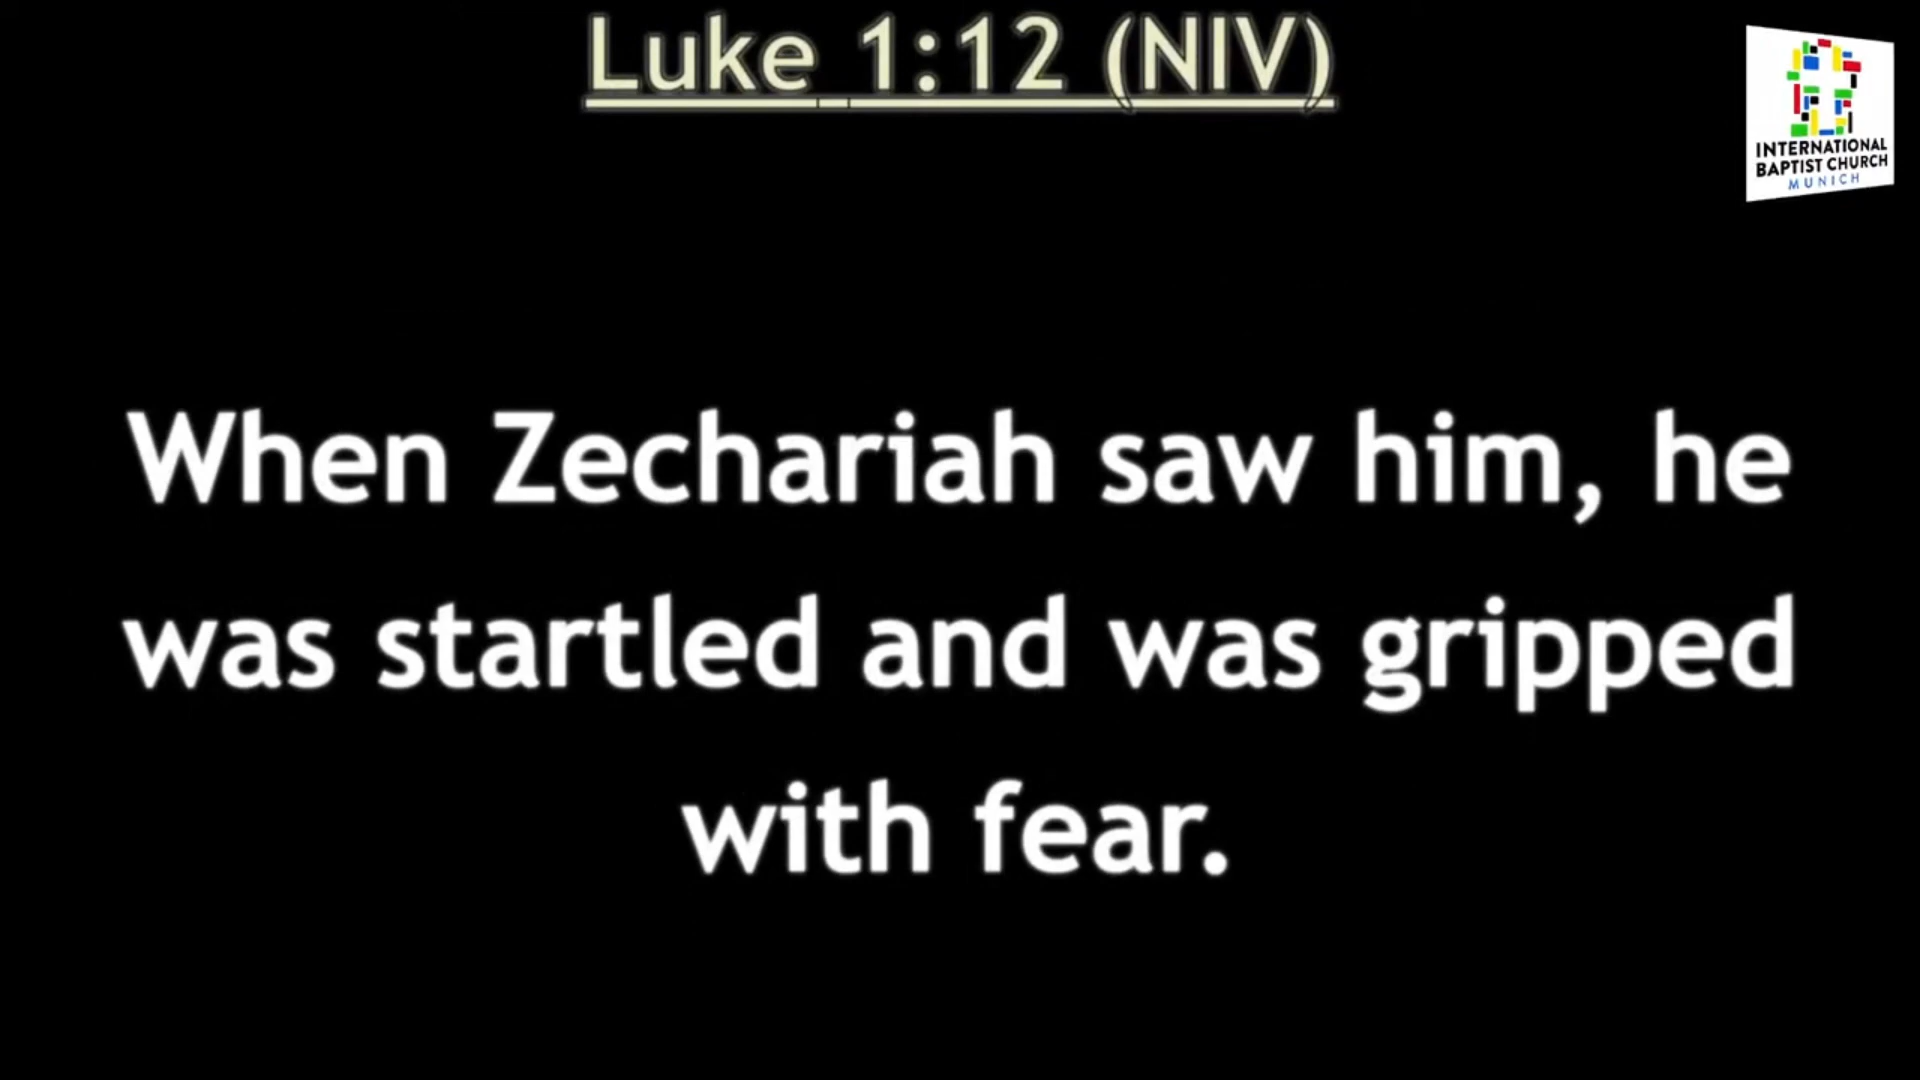 Luke 1:12 (NIV)
INTERNATIONAL
BAPTIST CHURCH
MUNICH
When Zechariah saw him, he
was startled and was gripped
with fear.